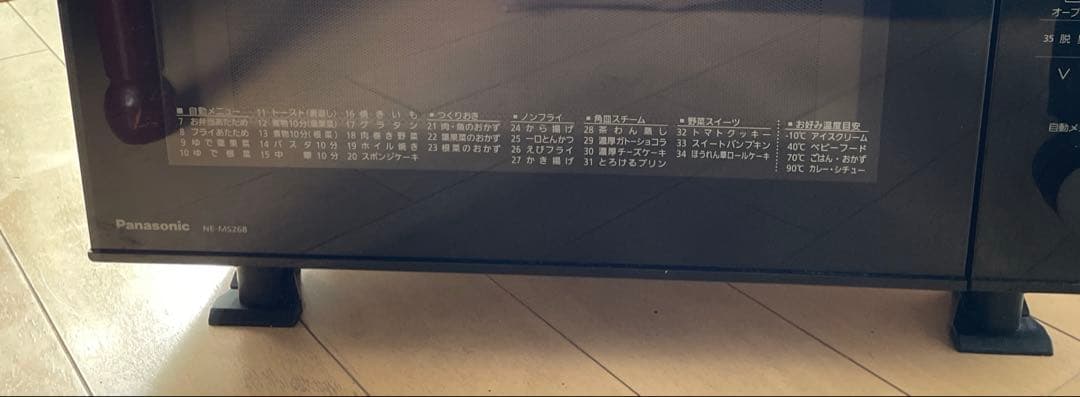 オーブ
35 脱
自動メ
■ 自動メニュー
7 お弁当あたため
8 フライあたため
9 ゆで葉果菜
10 ゆで根菜
11 トースト(裏返し)
12 煮物10分(葉果菜)
13 煮物10分(根菜)
14 パスタ10分
15 中華10分
16 焼きいも
17 グラタン
18 肉巻き野菜
19 ホイル焼き
20 スポンジケーキ
■ つくりおき
21 肉・魚のおかず
22 葉果菜のおかず
23 根菜のおかず
■ ノンフライ
24 から揚げ
25 一口とんかつ
26 えびフライ
27 かき揚げ
■ 角皿スチーム
28 茶わん蒸し
29 濃厚ガトーショコラ
30 濃厚チーズケーキ
31 とろけるプリン
■ 野菜スイーツ
32 トマトクッキー
33 スイートパンプキン
34 ほうれん草ロールケーキ
■ お好み温度目安
-10℃ アイスクリーム
40℃ ベビーフード
70℃ ごはん・おかず
90℃ カレー・シチュー
Panasonic NE-MS268